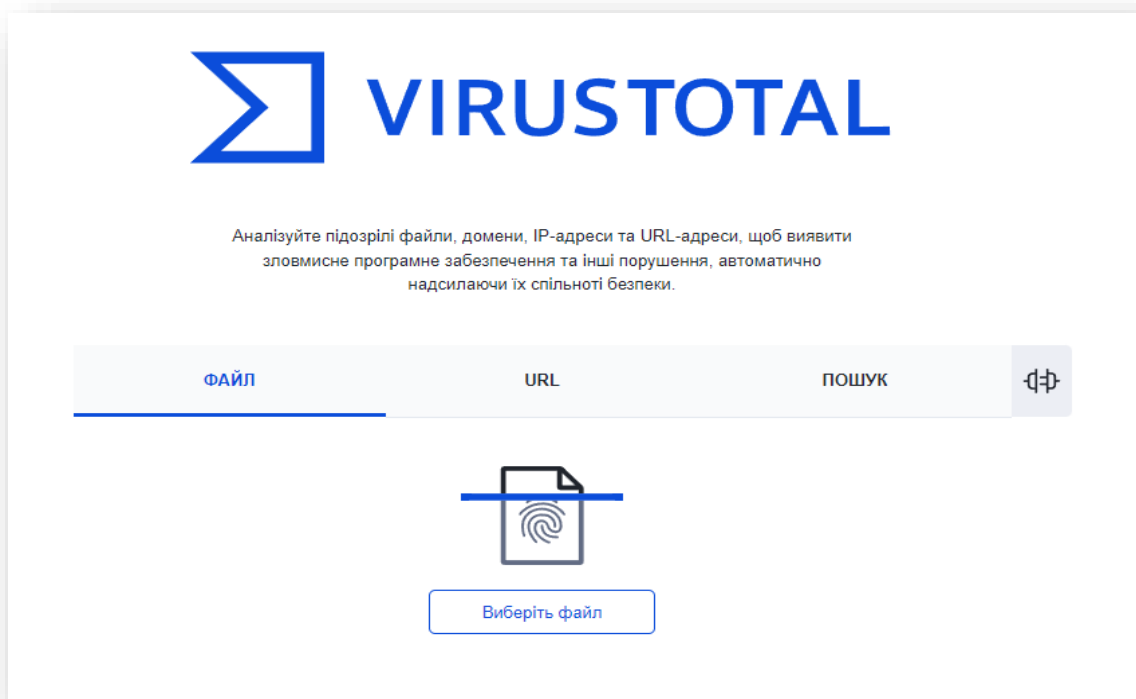 VIRUSTOTAL
Аналізуйте підозрілі файли, домени, IP-адреси та URL-адреси, щоб виявити
зловмисне програмне забезпечення та інші порушення, автоматично
надсилаючи їх спільноті безпеки.
ФАЙЛ URL ПОШУК
Виберіть файл